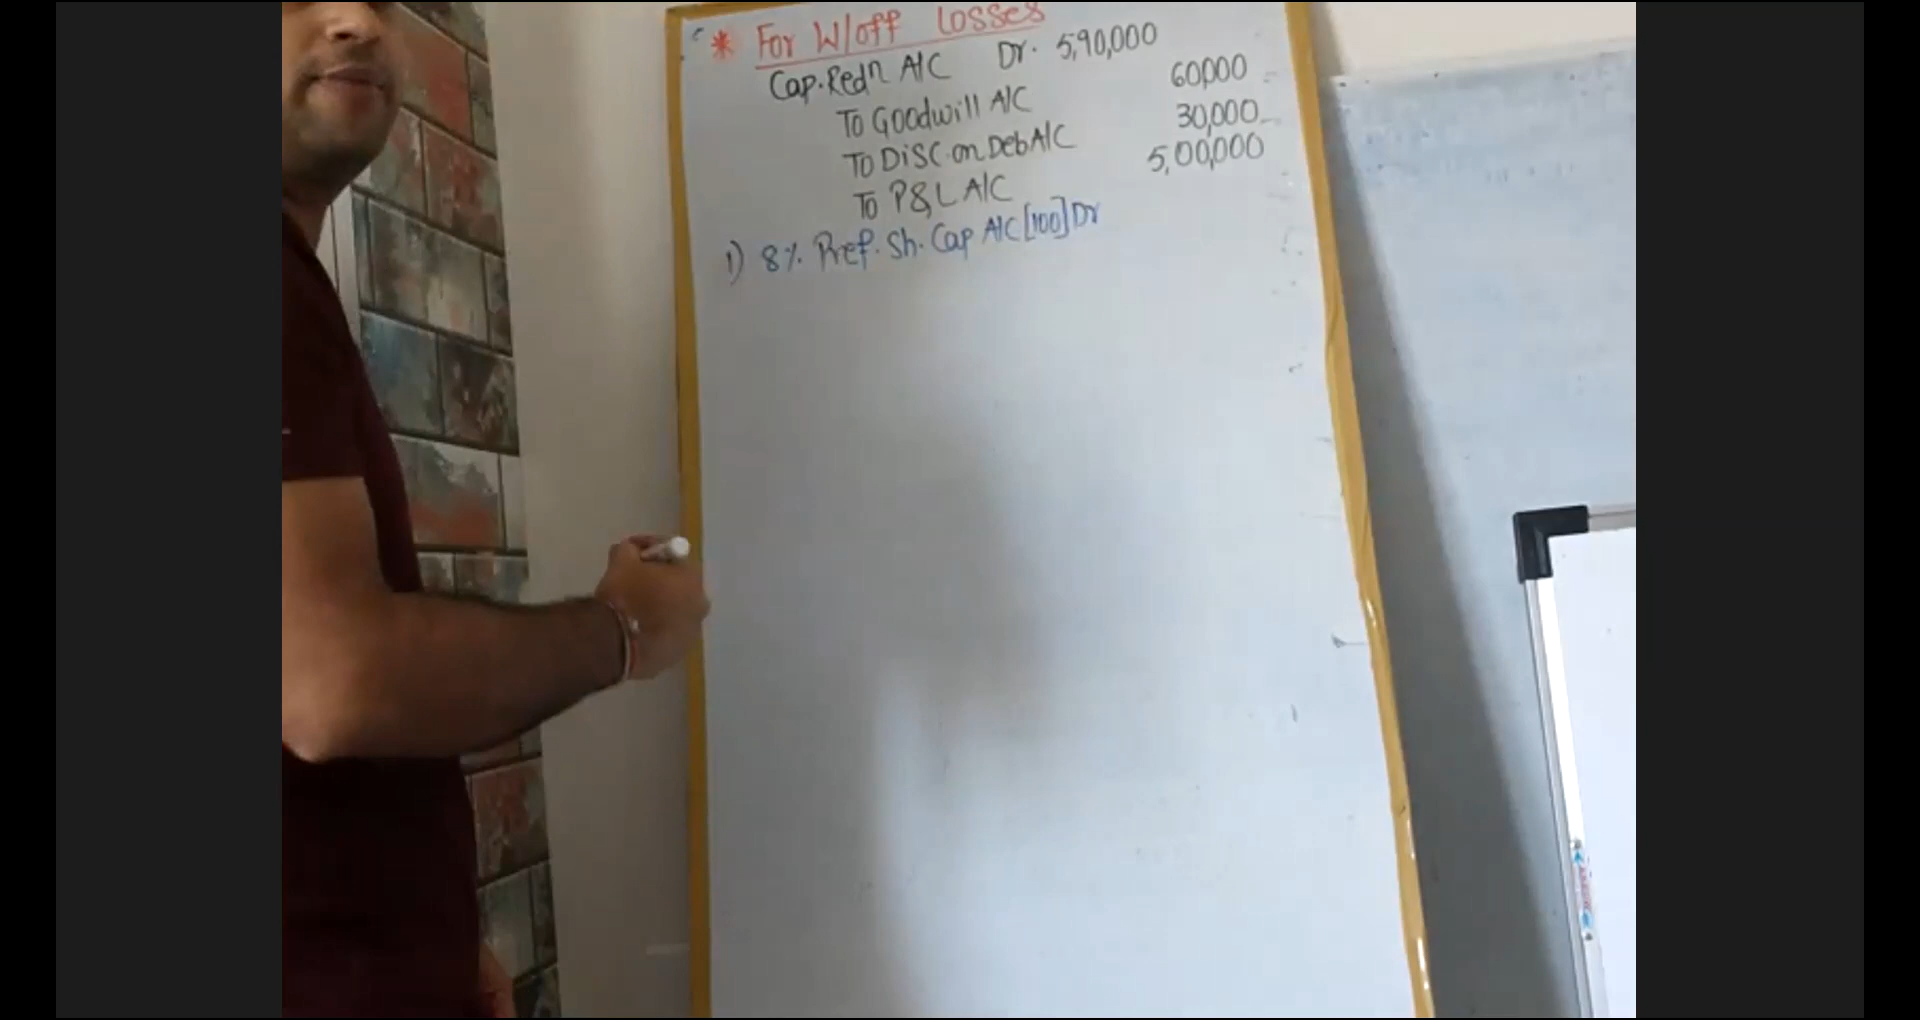 * For W/off Losses
Cap.Redn A/C Dr. 5,90,000
To Goodwill A/C 60,000
To Disc.on Deb A/C 30,000
To P&L A/C 5,00,000
1) 8% Pref. Sh. Cap A/C [100] Dr